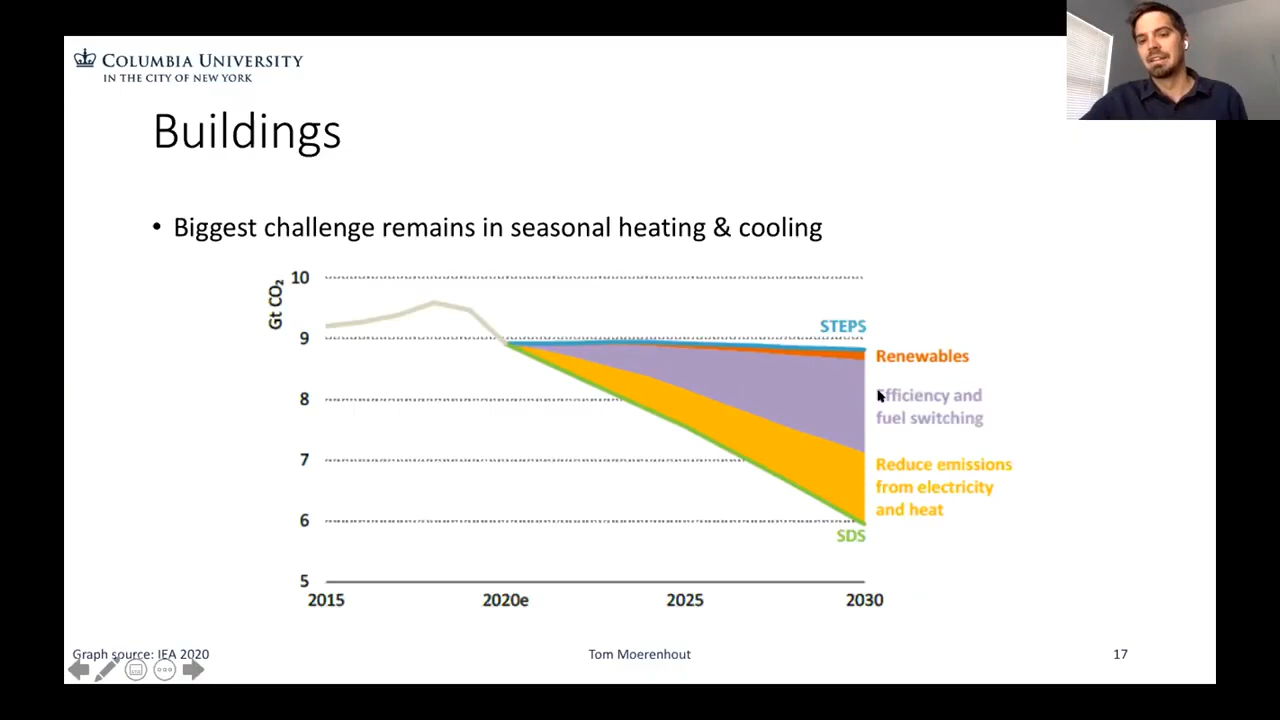 COLUMBIA UNIVERSITY
IN THE CITY OF NEW YORK
Buildings
• Biggest challenge remains in seasonal heating & cooling
Gt CO₂
10
9
8
7
6
5
2015
2020e
2025
2030
STEPS
Renewables
Efficiency and
fuel switching
Reduce emissions
from electricity
and heat
SDS
Graph source: IEA 2020
Tom Moerenhout
17